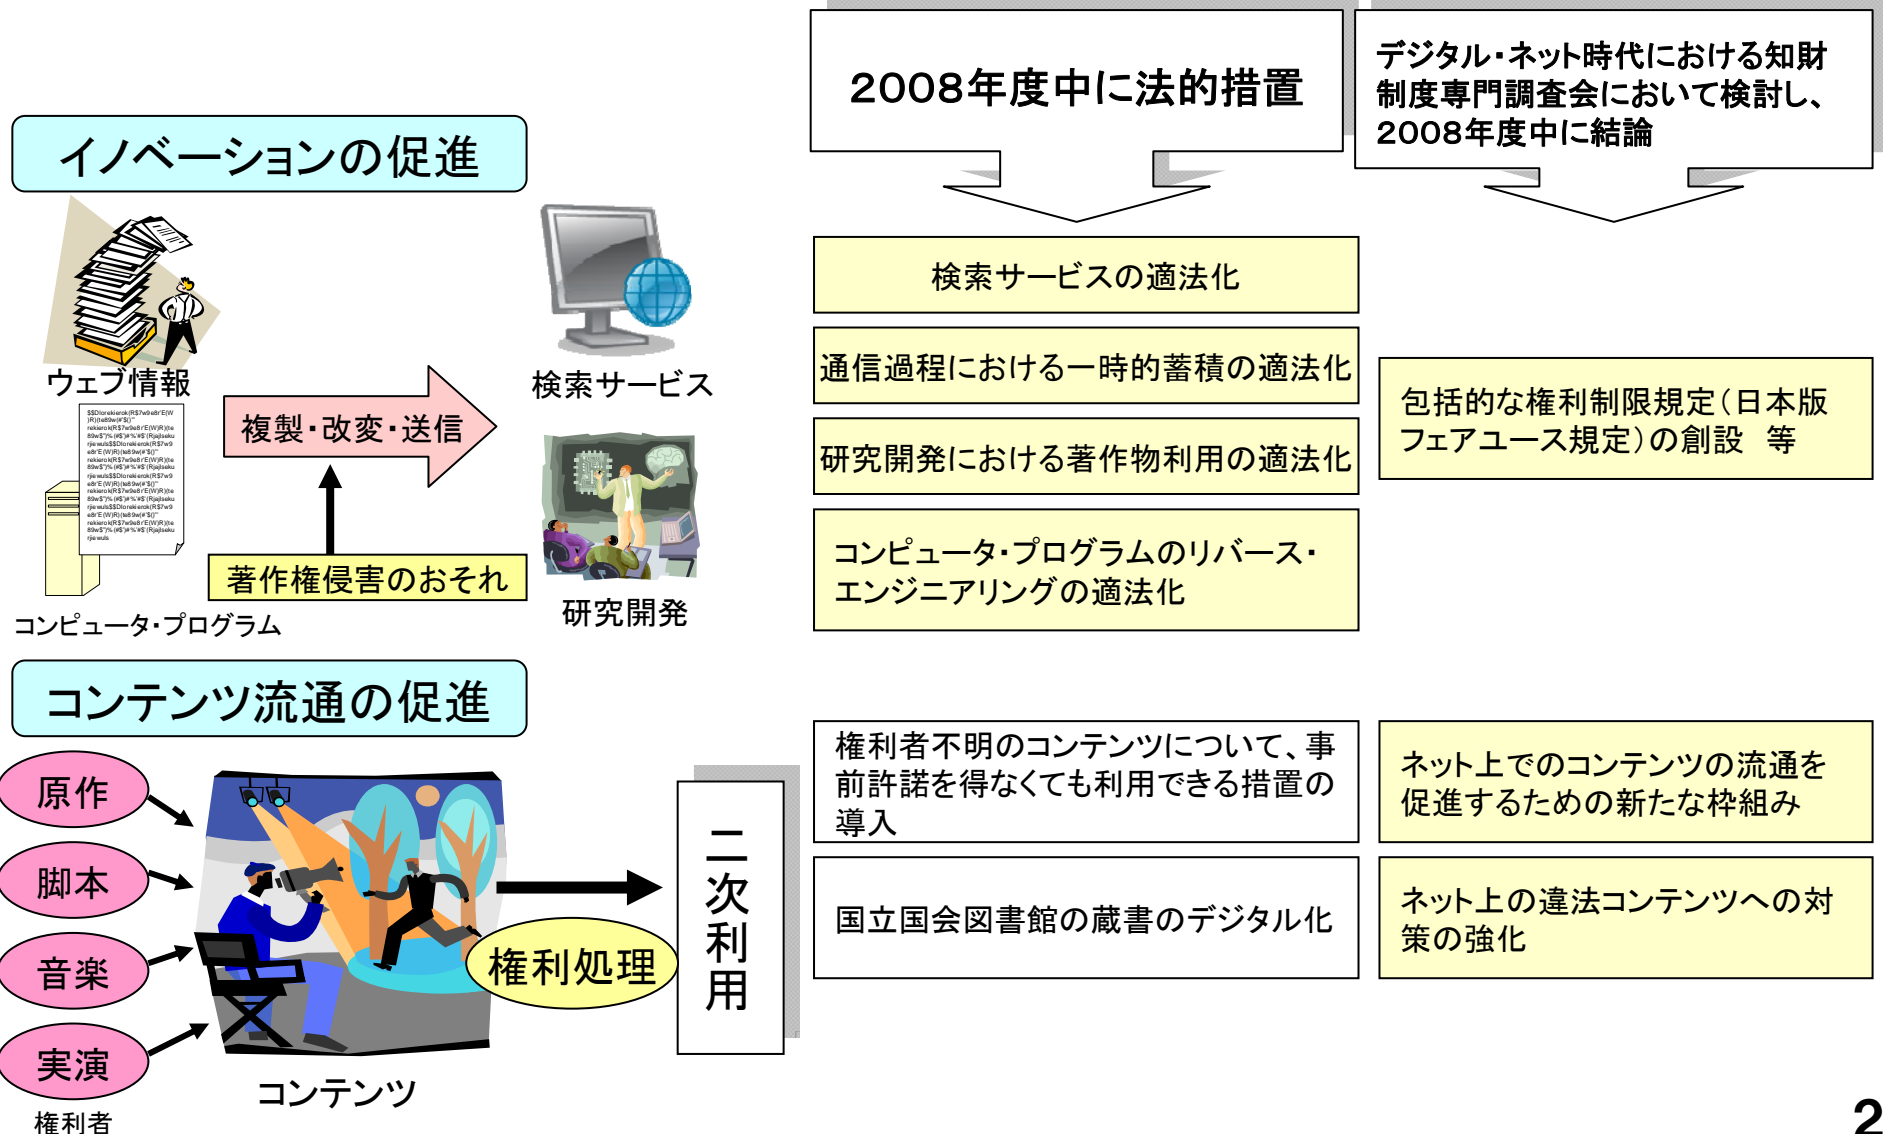 2008年度中に法的措置
デジタル・ネット時代における知財
制度専門調査会において検討し、
2008年度中に結論
イノベーションの促進
ウェブ情報
コンピュータ・プログラム
複製・改変・送信
著作権侵害のおそれ
検索サービス
研究開発
検索サービスの適法化
通信過程における一時的蓄積の適法化
研究開発における著作物利用の適法化
コンピュータ・プログラムのリバース・
エンジニアリングの適法化
包括的な権利制限規定(日本版
フェアユース規定)の創設　等
コンテンツ流通の促進
原作
脚本
音楽
実演
権利者
コンテンツ
権利処理
二次利用
権利者不明のコンテンツについて、事
前許諾を得なくても利用できる措置の
導入
国立国会図書館の蔵書のデジタル化
ネット上でのコンテンツの流通を
促進するための新たな枠組み
ネット上の違法コンテンツへの対
策の強化
2